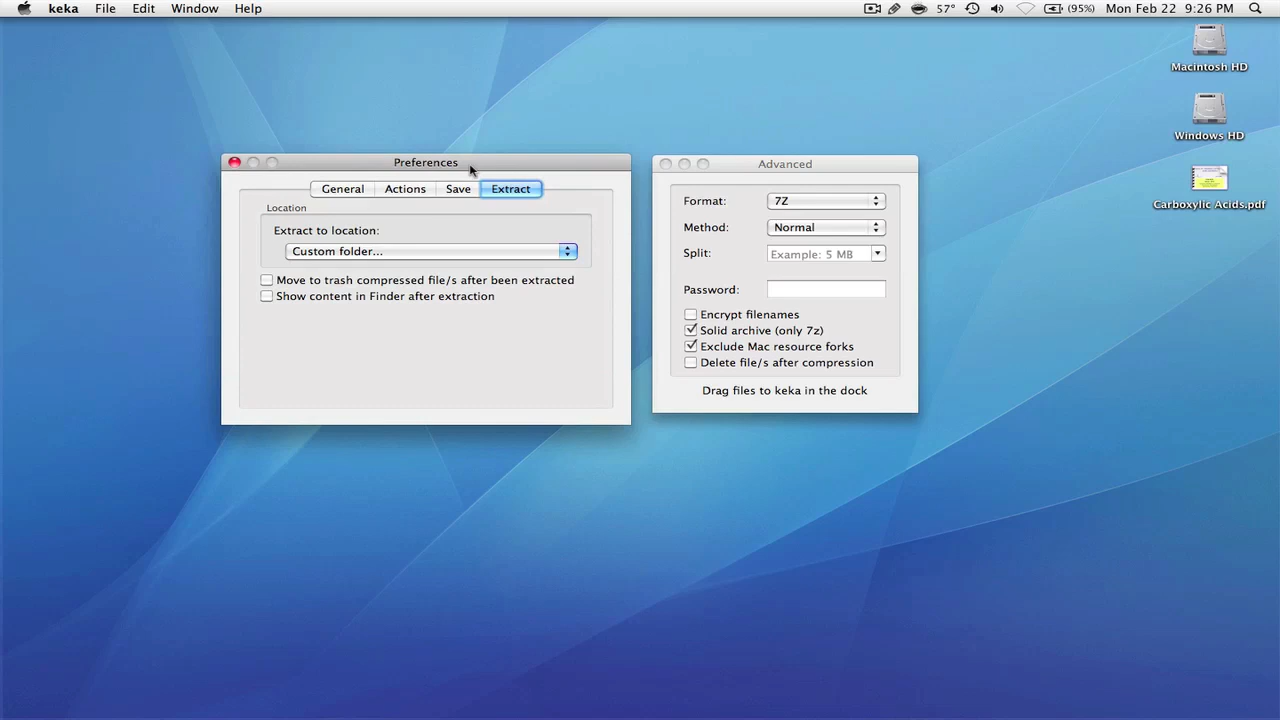 keka File Edit Window Help 57° (95%) Mon Feb 22 9:26 PM
Macintosh HD
Windows HD
Carboxylic Acids.pdf
Preferences
General Actions Save Extract
Location
Extract to location:
Custom folder...
Move to trash compressed file/s after been extracted
Show content in Finder after extraction
Advanced
Format: 7Z
Method: Normal
Split: Example: 5 MB
Password:
Encrypt filenames
Solid archive (only 7z)
Exclude Mac resource forks
Delete file/s after compression
Drag files to keka in the dock